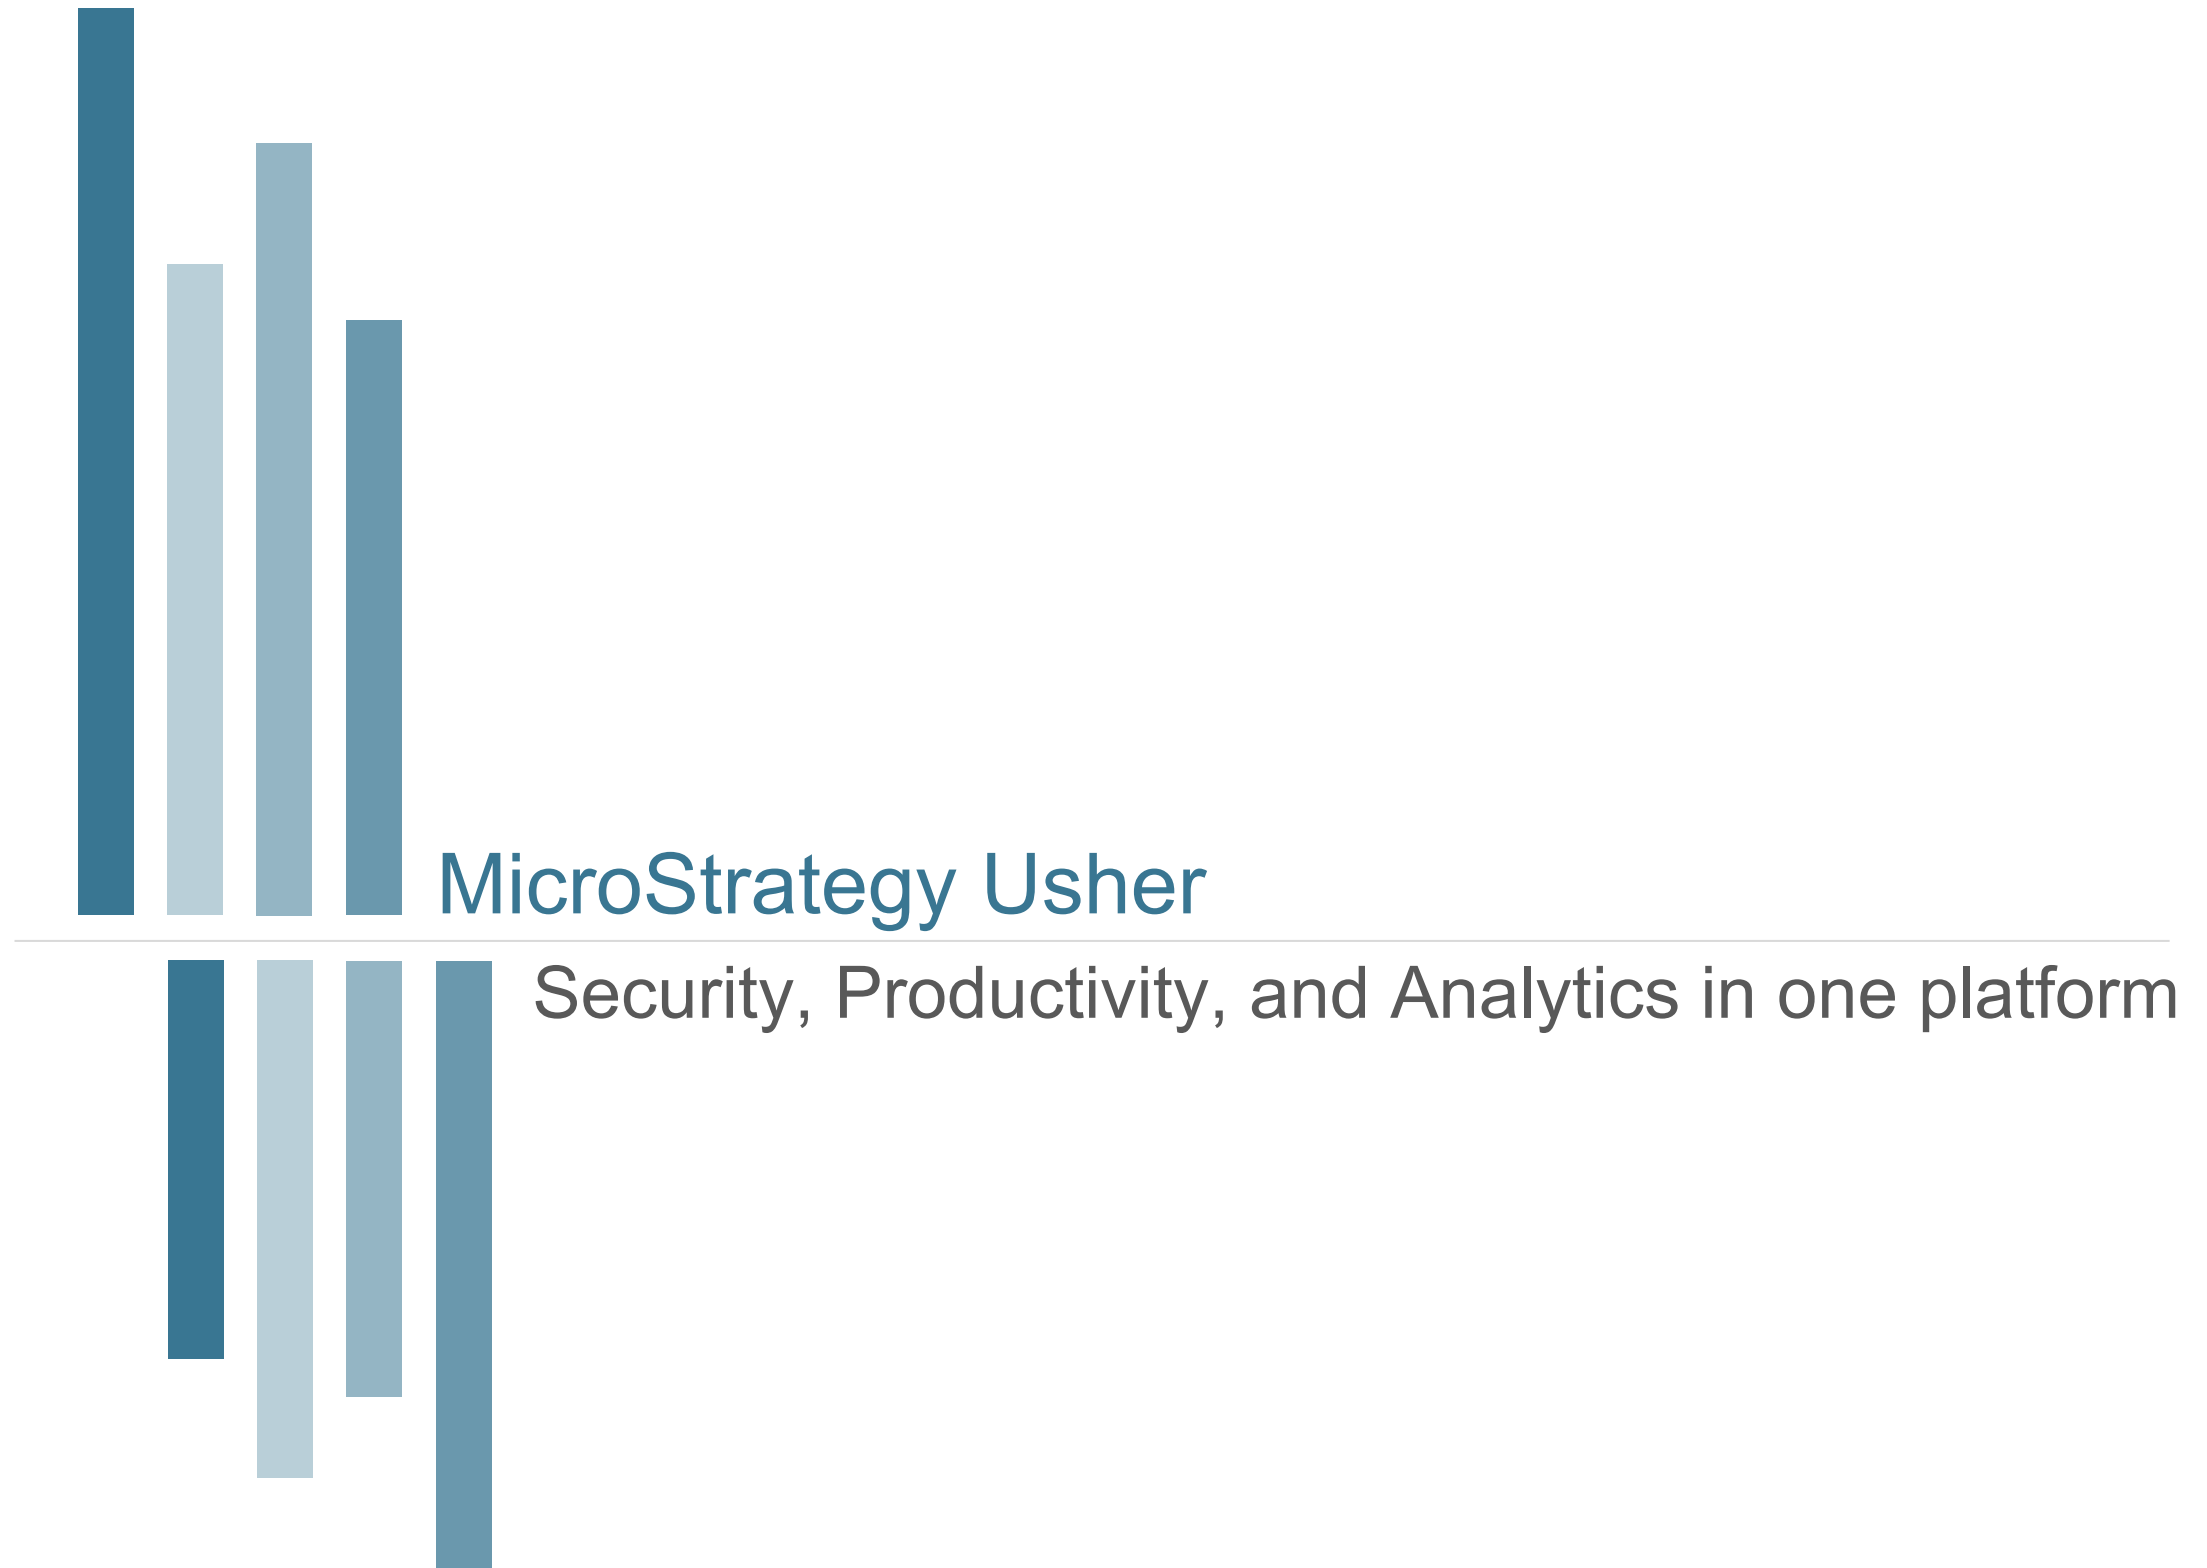 MicroStrategy Usher
Security, Productivity, and Analytics in one platform